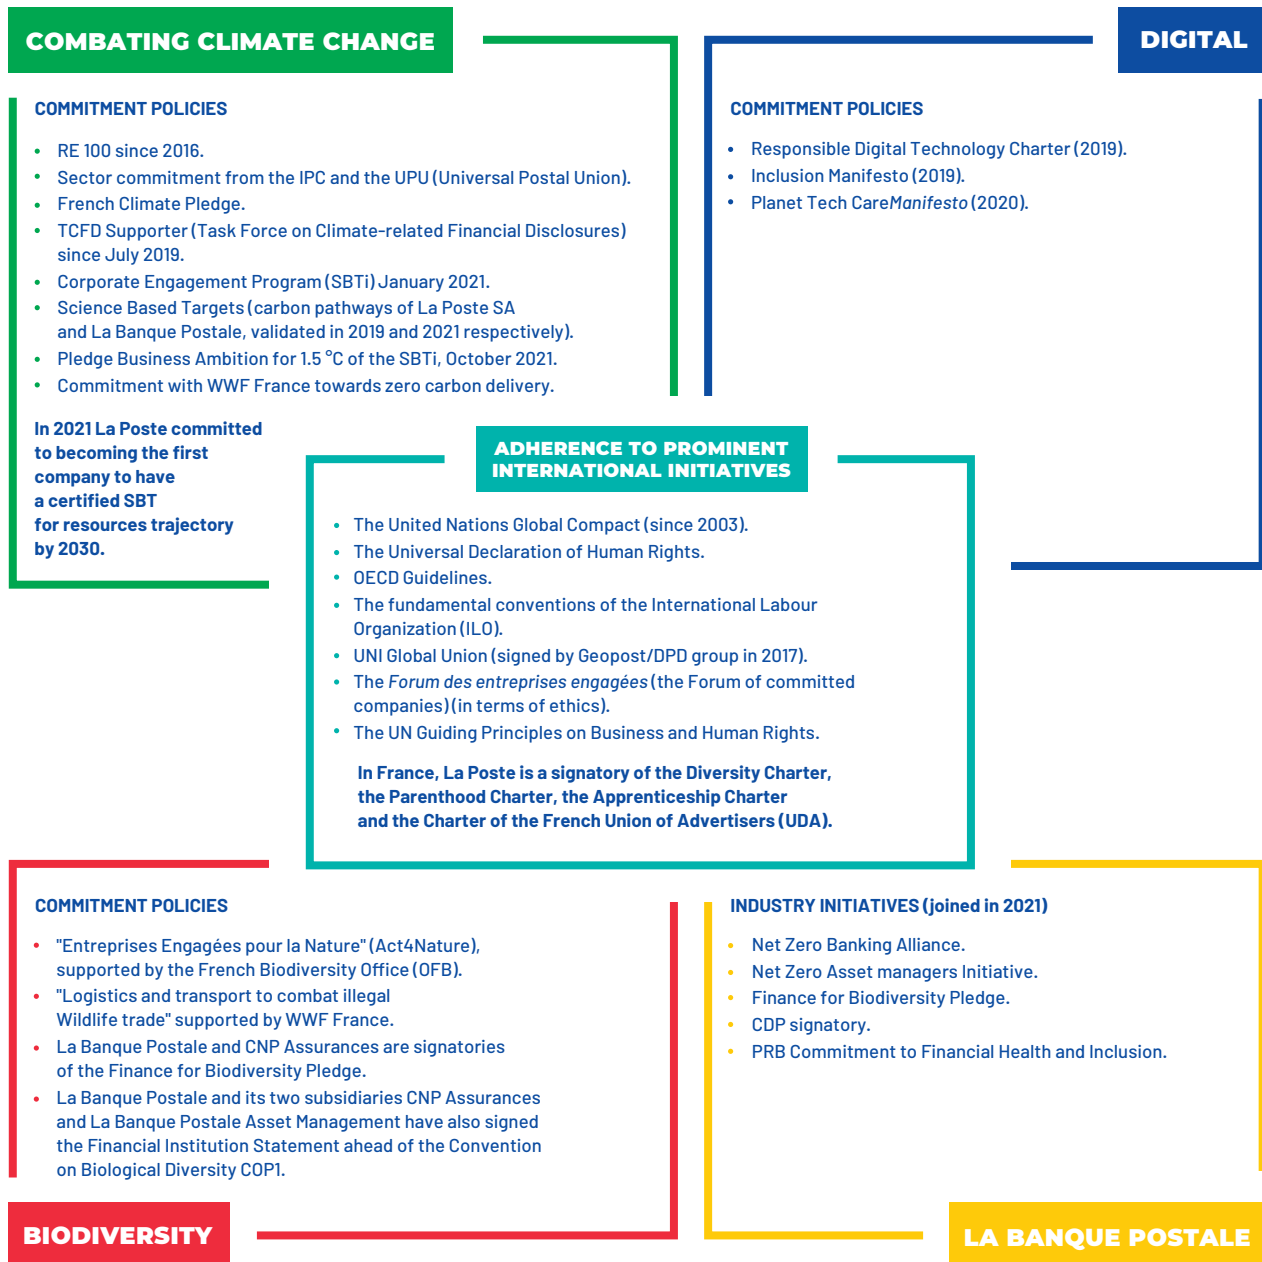 COMBATING CLIMATE CHANGE
COMMITMENT POLICIES
• RE 100 since 2016.
• Sector commitment from the IPC and the UPU (Universal Postal Union).
• French Climate Pledge.
• TCFD Supporter (Task Force on Climate-related Financial Disclosures)
since July 2019.
• Corporate Engagement Program (SBTi) January 2021.
• Science Based Targets (carbon pathways of La Poste SA
and La Banque Postale, validated in 2019 and 2021 respectively).
• Pledge Business Ambition for 1.5 °C of the SBTi, October 2021.
• Commitment with WWF France towards zero carbon delivery.
In 2021 La Poste committed
to becoming the first
company to have
a certified SBT
for resources trajectory
by 2030.
DIGITAL
COMMITMENT POLICIES
• Responsible Digital Technology Charter (2019).
• Inclusion Manifesto (2019).
• Planet Tech CareManifesto (2020).
ADHERENCE TO PROMINENT
INTERNATIONAL INITIATIVES
• The United Nations Global Compact (since 2003).
• The Universal Declaration of Human Rights.
• OECD Guidelines.
• The fundamental conventions of the International Labour
Organization (ILO).
• UNI Global Union (signed by Geopost/DPD group in 2017).
• The Forum des entreprises engagées (the Forum of committed
companies) (in terms of ethics).
• The UN Guiding Principles on Business and Human Rights.
In France, La Poste is a signatory of the Diversity Charter,
the Parenthood Charter, the Apprenticeship Charter
and the Charter of the French Union of Advertisers (UDA).
COMMITMENT POLICIES
• "Entreprises Engagées pour la Nature" (Act4Nature),
supported by the French Biodiversity Office (OFB).
• "Logistics and transport to combat illegal
Wildlife trade" supported by WWF France.
• La Banque Postale and CNP Assurances are signatories
of the Finance for Biodiversity Pledge.
• La Banque Postale and its two subsidiaries CNP Assurances
and La Banque Postale Asset Management have also signed
the Financial Institution Statement ahead of the Convention
on Biological Diversity COP1.
BIODIVERSITY
INDUSTRY INITIATIVES (joined in 2021)
• Net Zero Banking Alliance.
• Net Zero Asset managers Initiative.
• Finance for Biodiversity Pledge.
• CDP signatory.
• PRB Commitment to Financial Health and Inclusion.
LA BANQUE POSTALE